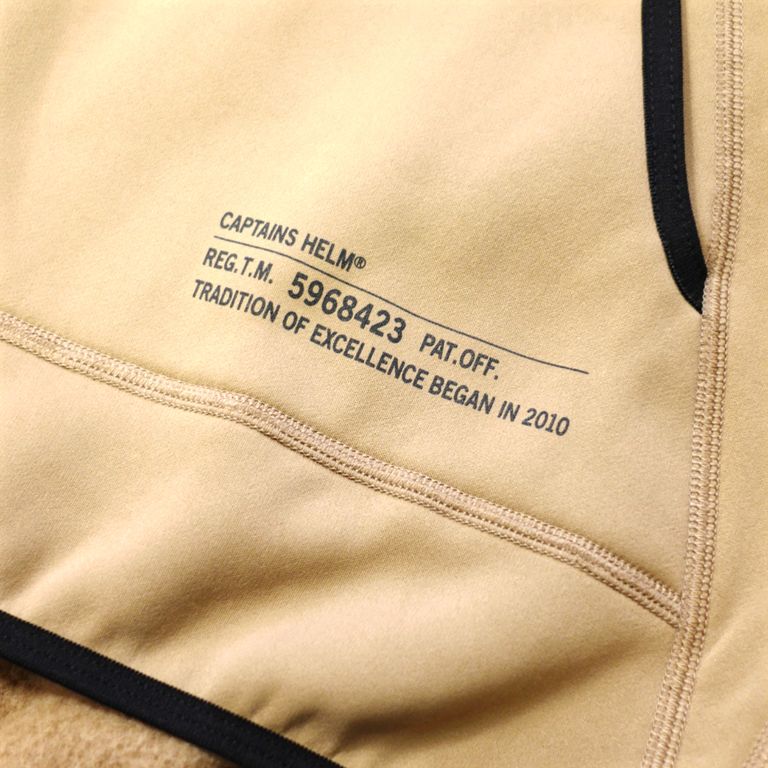 CAPTAINS HELM®
REG.T.M. 5968423 PAT.OFF.
TRADITION OF EXCELLENCE BEGAN IN 2010